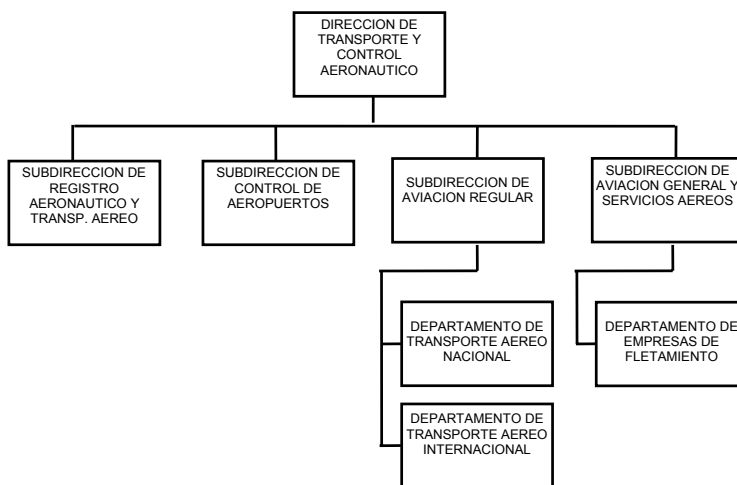 DIRECCION DE
TRANSPORTE Y
CONTROL
AERONAUTICO
SUBDIRECCION DE
REGISTRO
AERONAUTICO Y
TRANSP. AEREO
SUBDIRECCION DE
CONTROL DE
AEROPUERTOS
SUBDIRECCION DE
AVIACION REGULAR
SUBDIRECCION DE
AVIACION GENERAL Y
SERVICIOS AEREOS
DEPARTAMENTO DE
TRANSPORTE AEREO
NACIONAL
DEPARTAMENTO DE
EMPRESAS DE
FLETAMIENTO
DEPARTAMENTO DE
TRANSPORTE AEREO
INTERNACIONAL